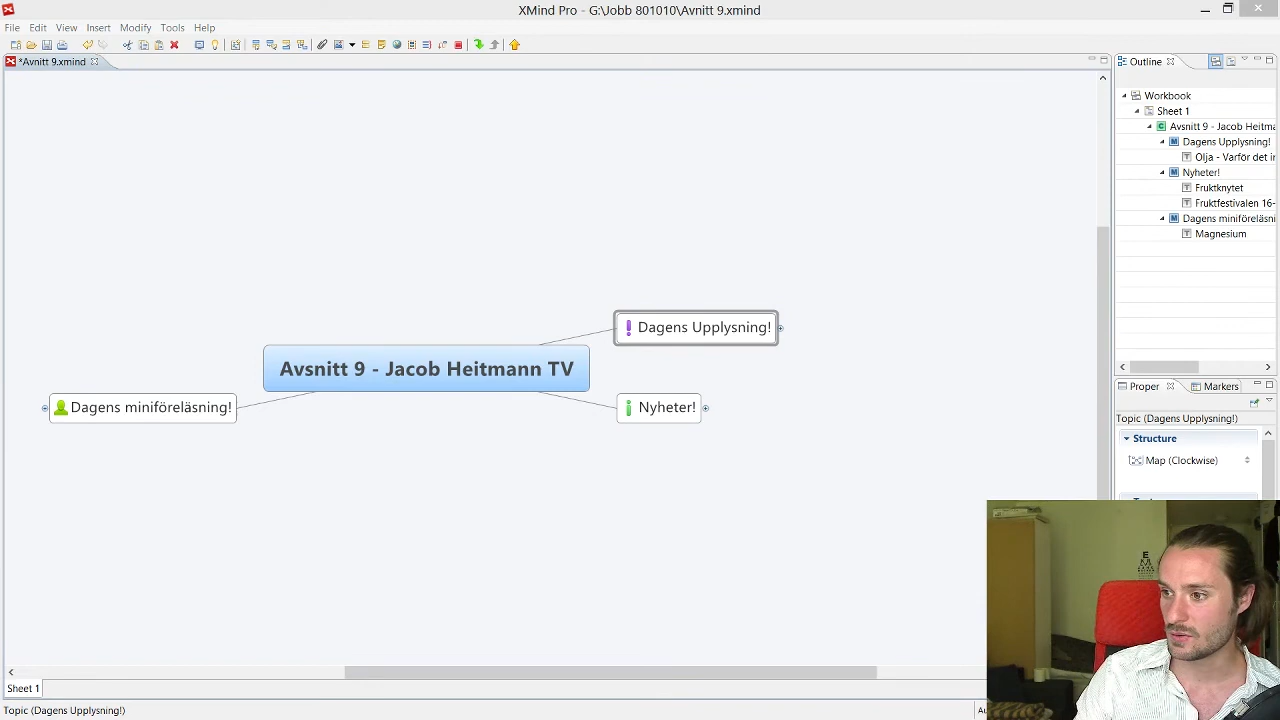 XMind Pro - G:\Jobb 801010\Avnitt 9.xmind
File Edit View Insert Modify Tools Help
*Avnitt 9.xmind
Outline
Workbook
Sheet 1
Avsnitt 9 - Jacob Heitm
Dagens Upplysning!
Olja - Varför det i
Nyheter!
Fruktknytet
Fruktfestivalen 16-
Dagens miniföreläsni
Magnesium
Dagens Upplysning!
Avsnitt 9 - Jacob Heitmann TV
Dagens miniföreläsning!
Nyheter!
Proper
Markers
Topic (Dagens Upplysning!)
Structure
Map (Clockwise)
E
Sheet 1
Topic (Dagens Upplysning!)